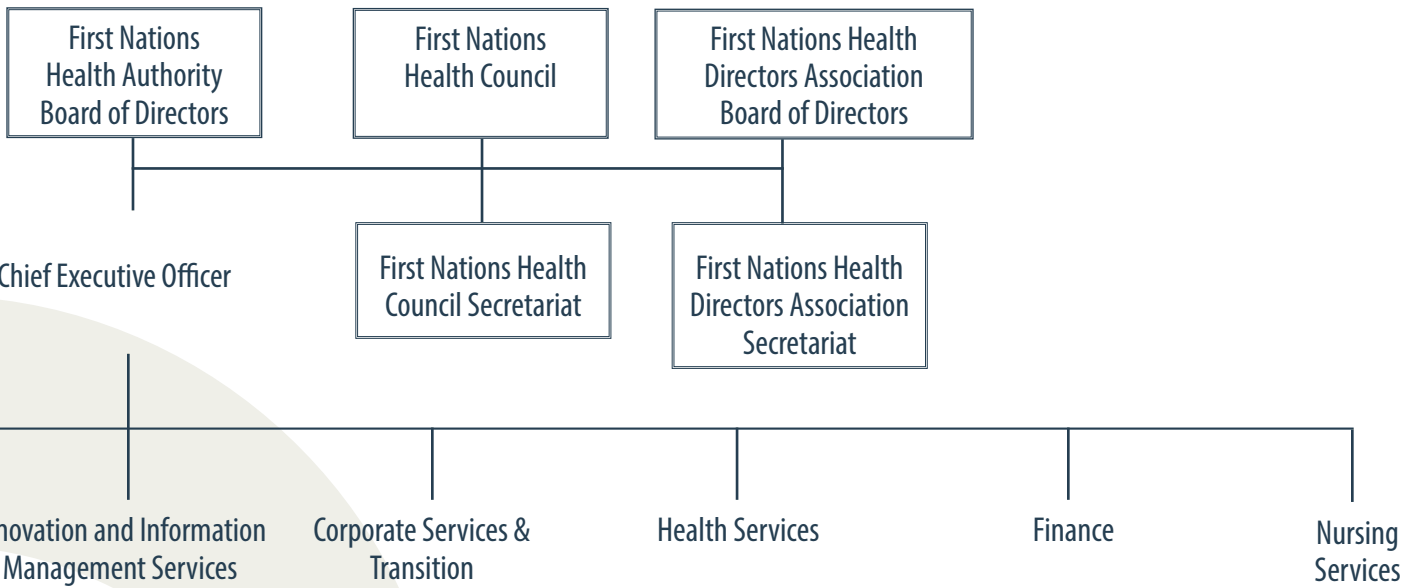 First Nations
Health Authority
Board of Directors
First Nations
Health Council
First Nations Health
Directors Association
Board of Directors
Chief Executive Officer
First Nations Health
Council Secretariat
First Nations Health
Directors Association
Secretariat
novation and Information
Management Services
Corporate Services &
Transition
Health Services
Finance
Nursing
Services